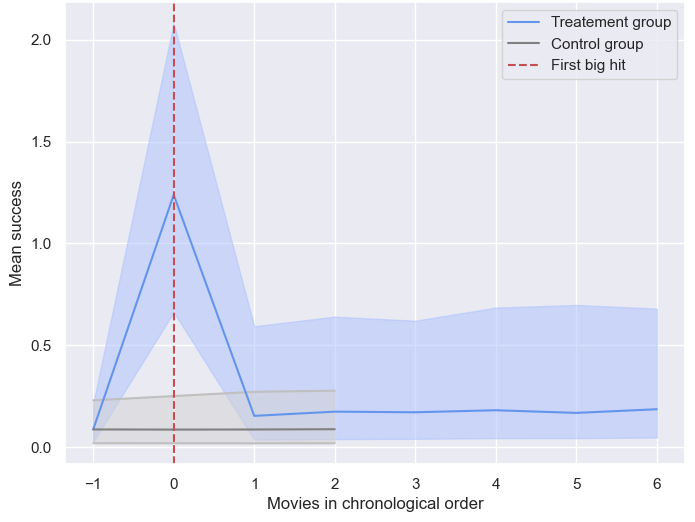 Treatement group
Control group
First big hit
2.0
1.5
1.0
0.5
0.0
Mean success
−1 0 1 2 3 4 5 6
Movies in chronological order